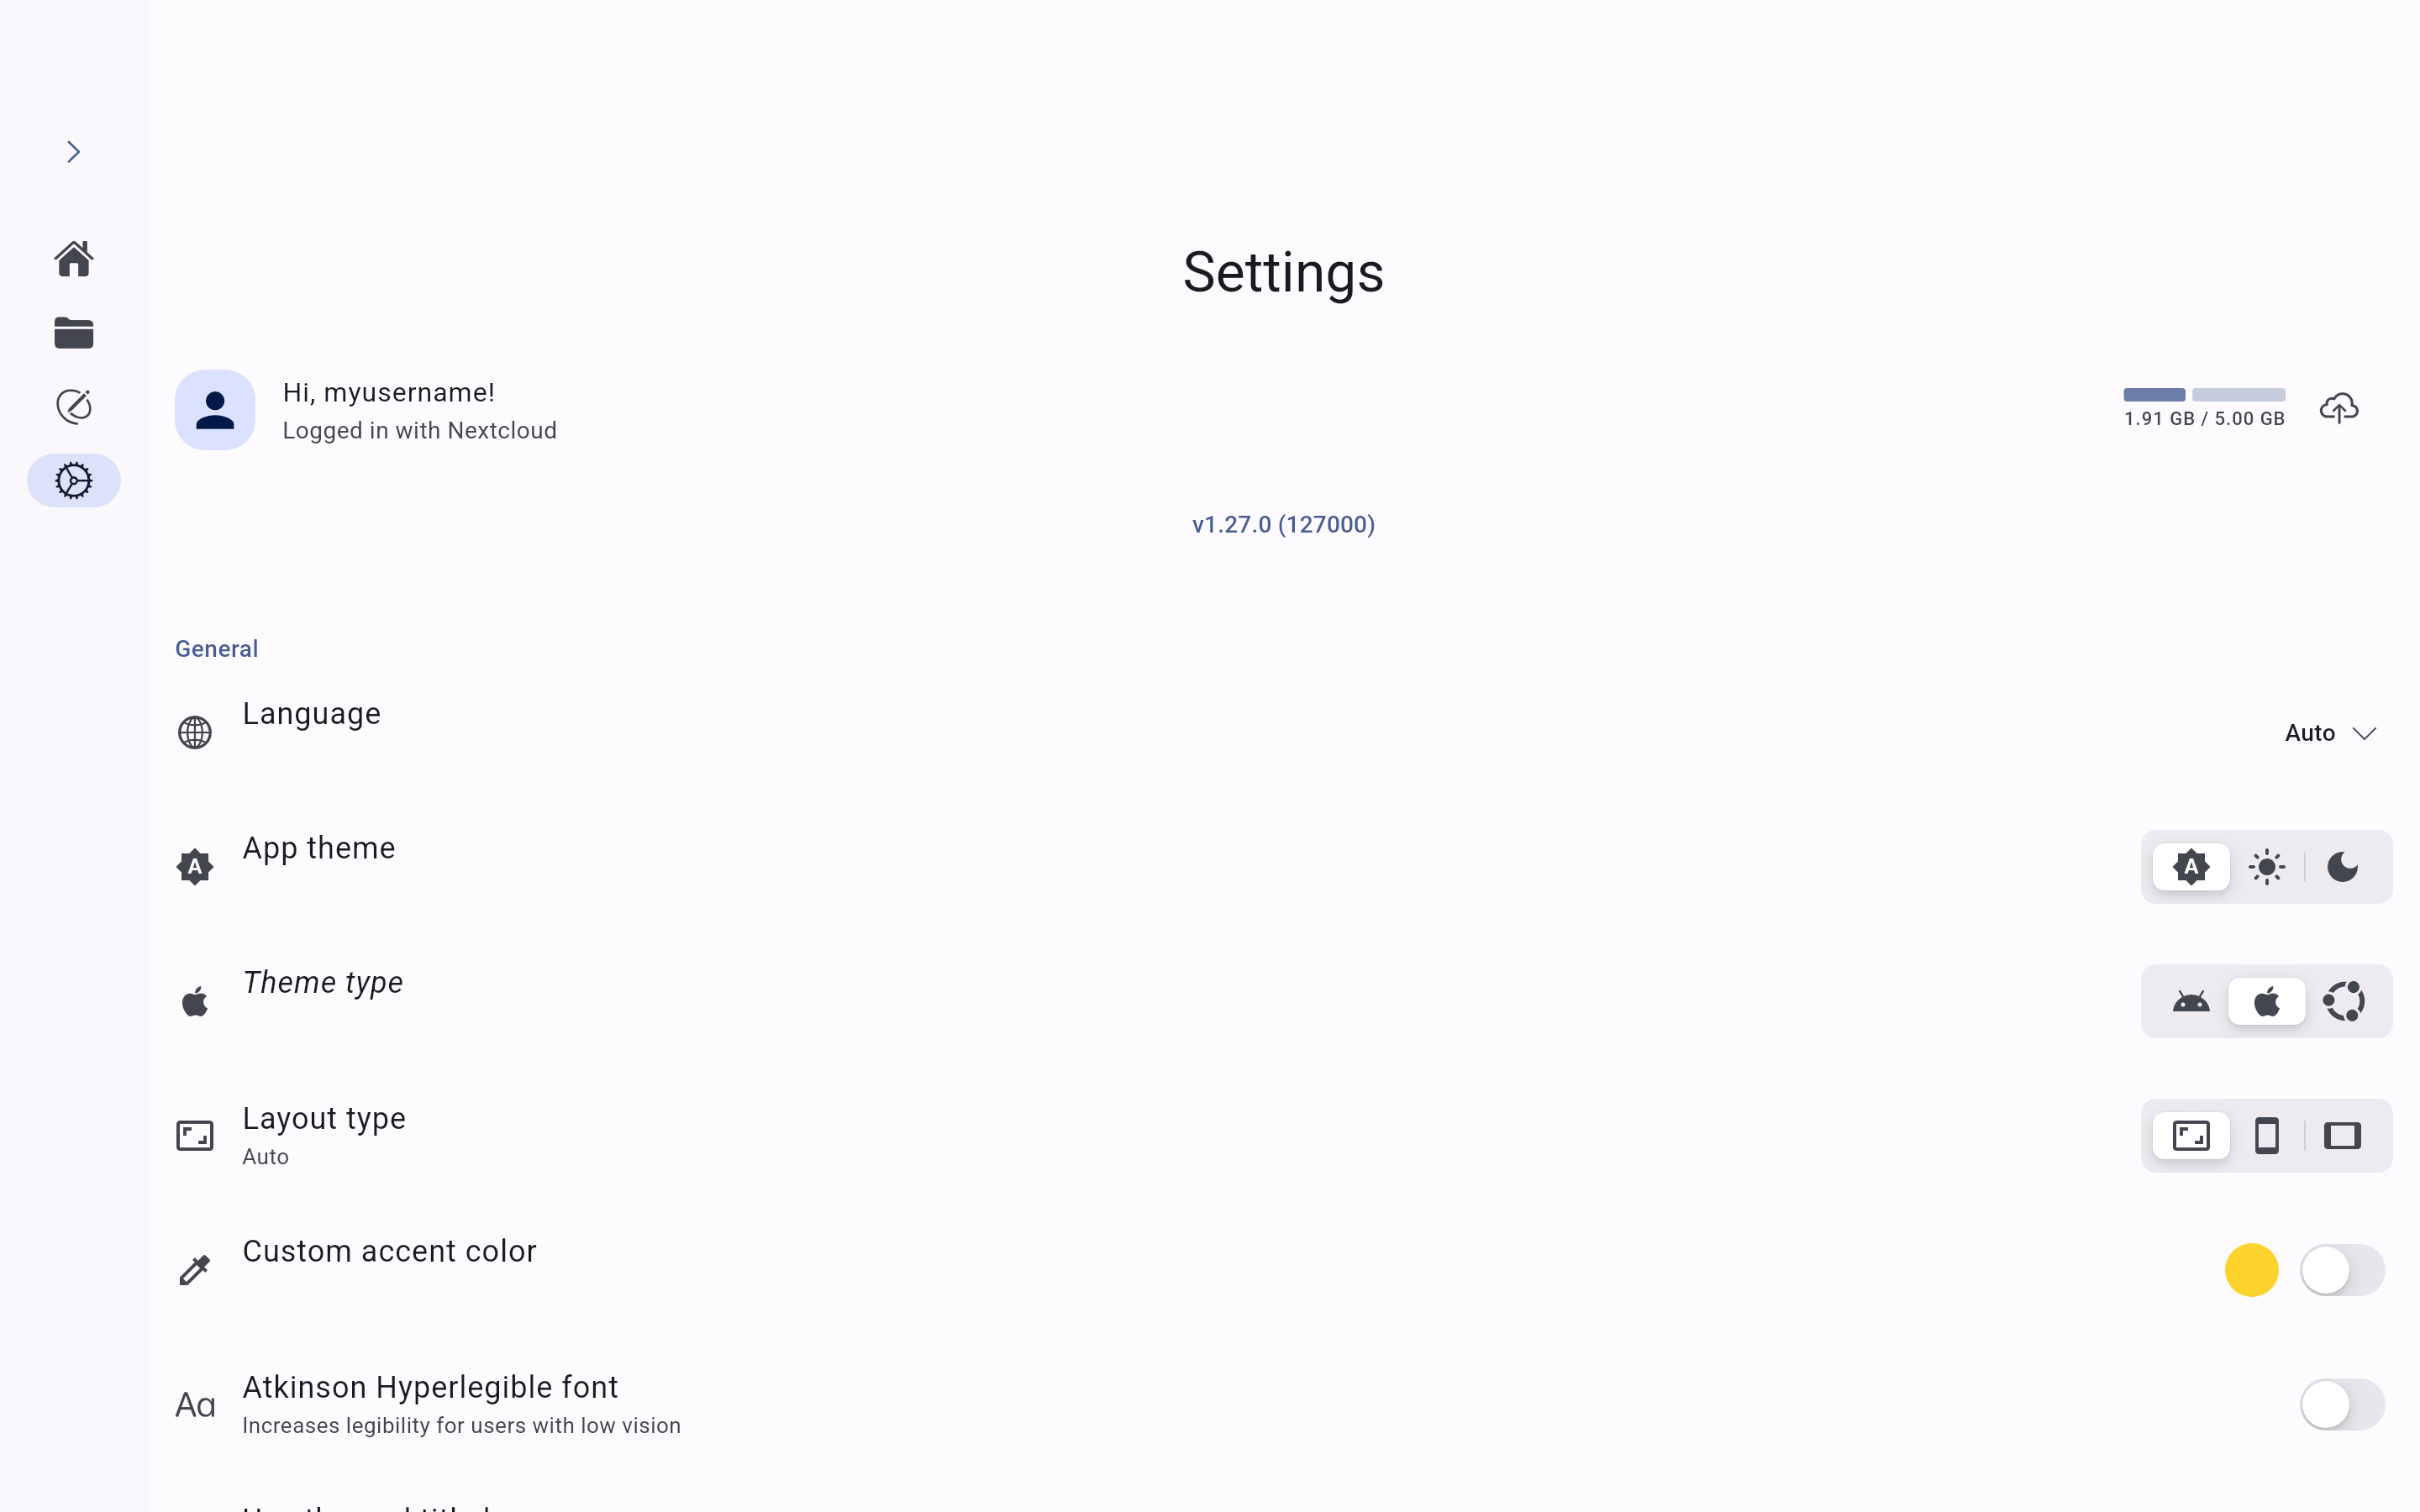 Settings
Hi, myusername!
Logged in with Nextcloud
1.91 GB / 5.00 GB
v1.27.0 (127000)
General
Language
Auto
App theme
Theme type
Layout type
Auto
Custom accent color
Aa
Atkinson Hyperlegible font
Increases legibility for users with low vision